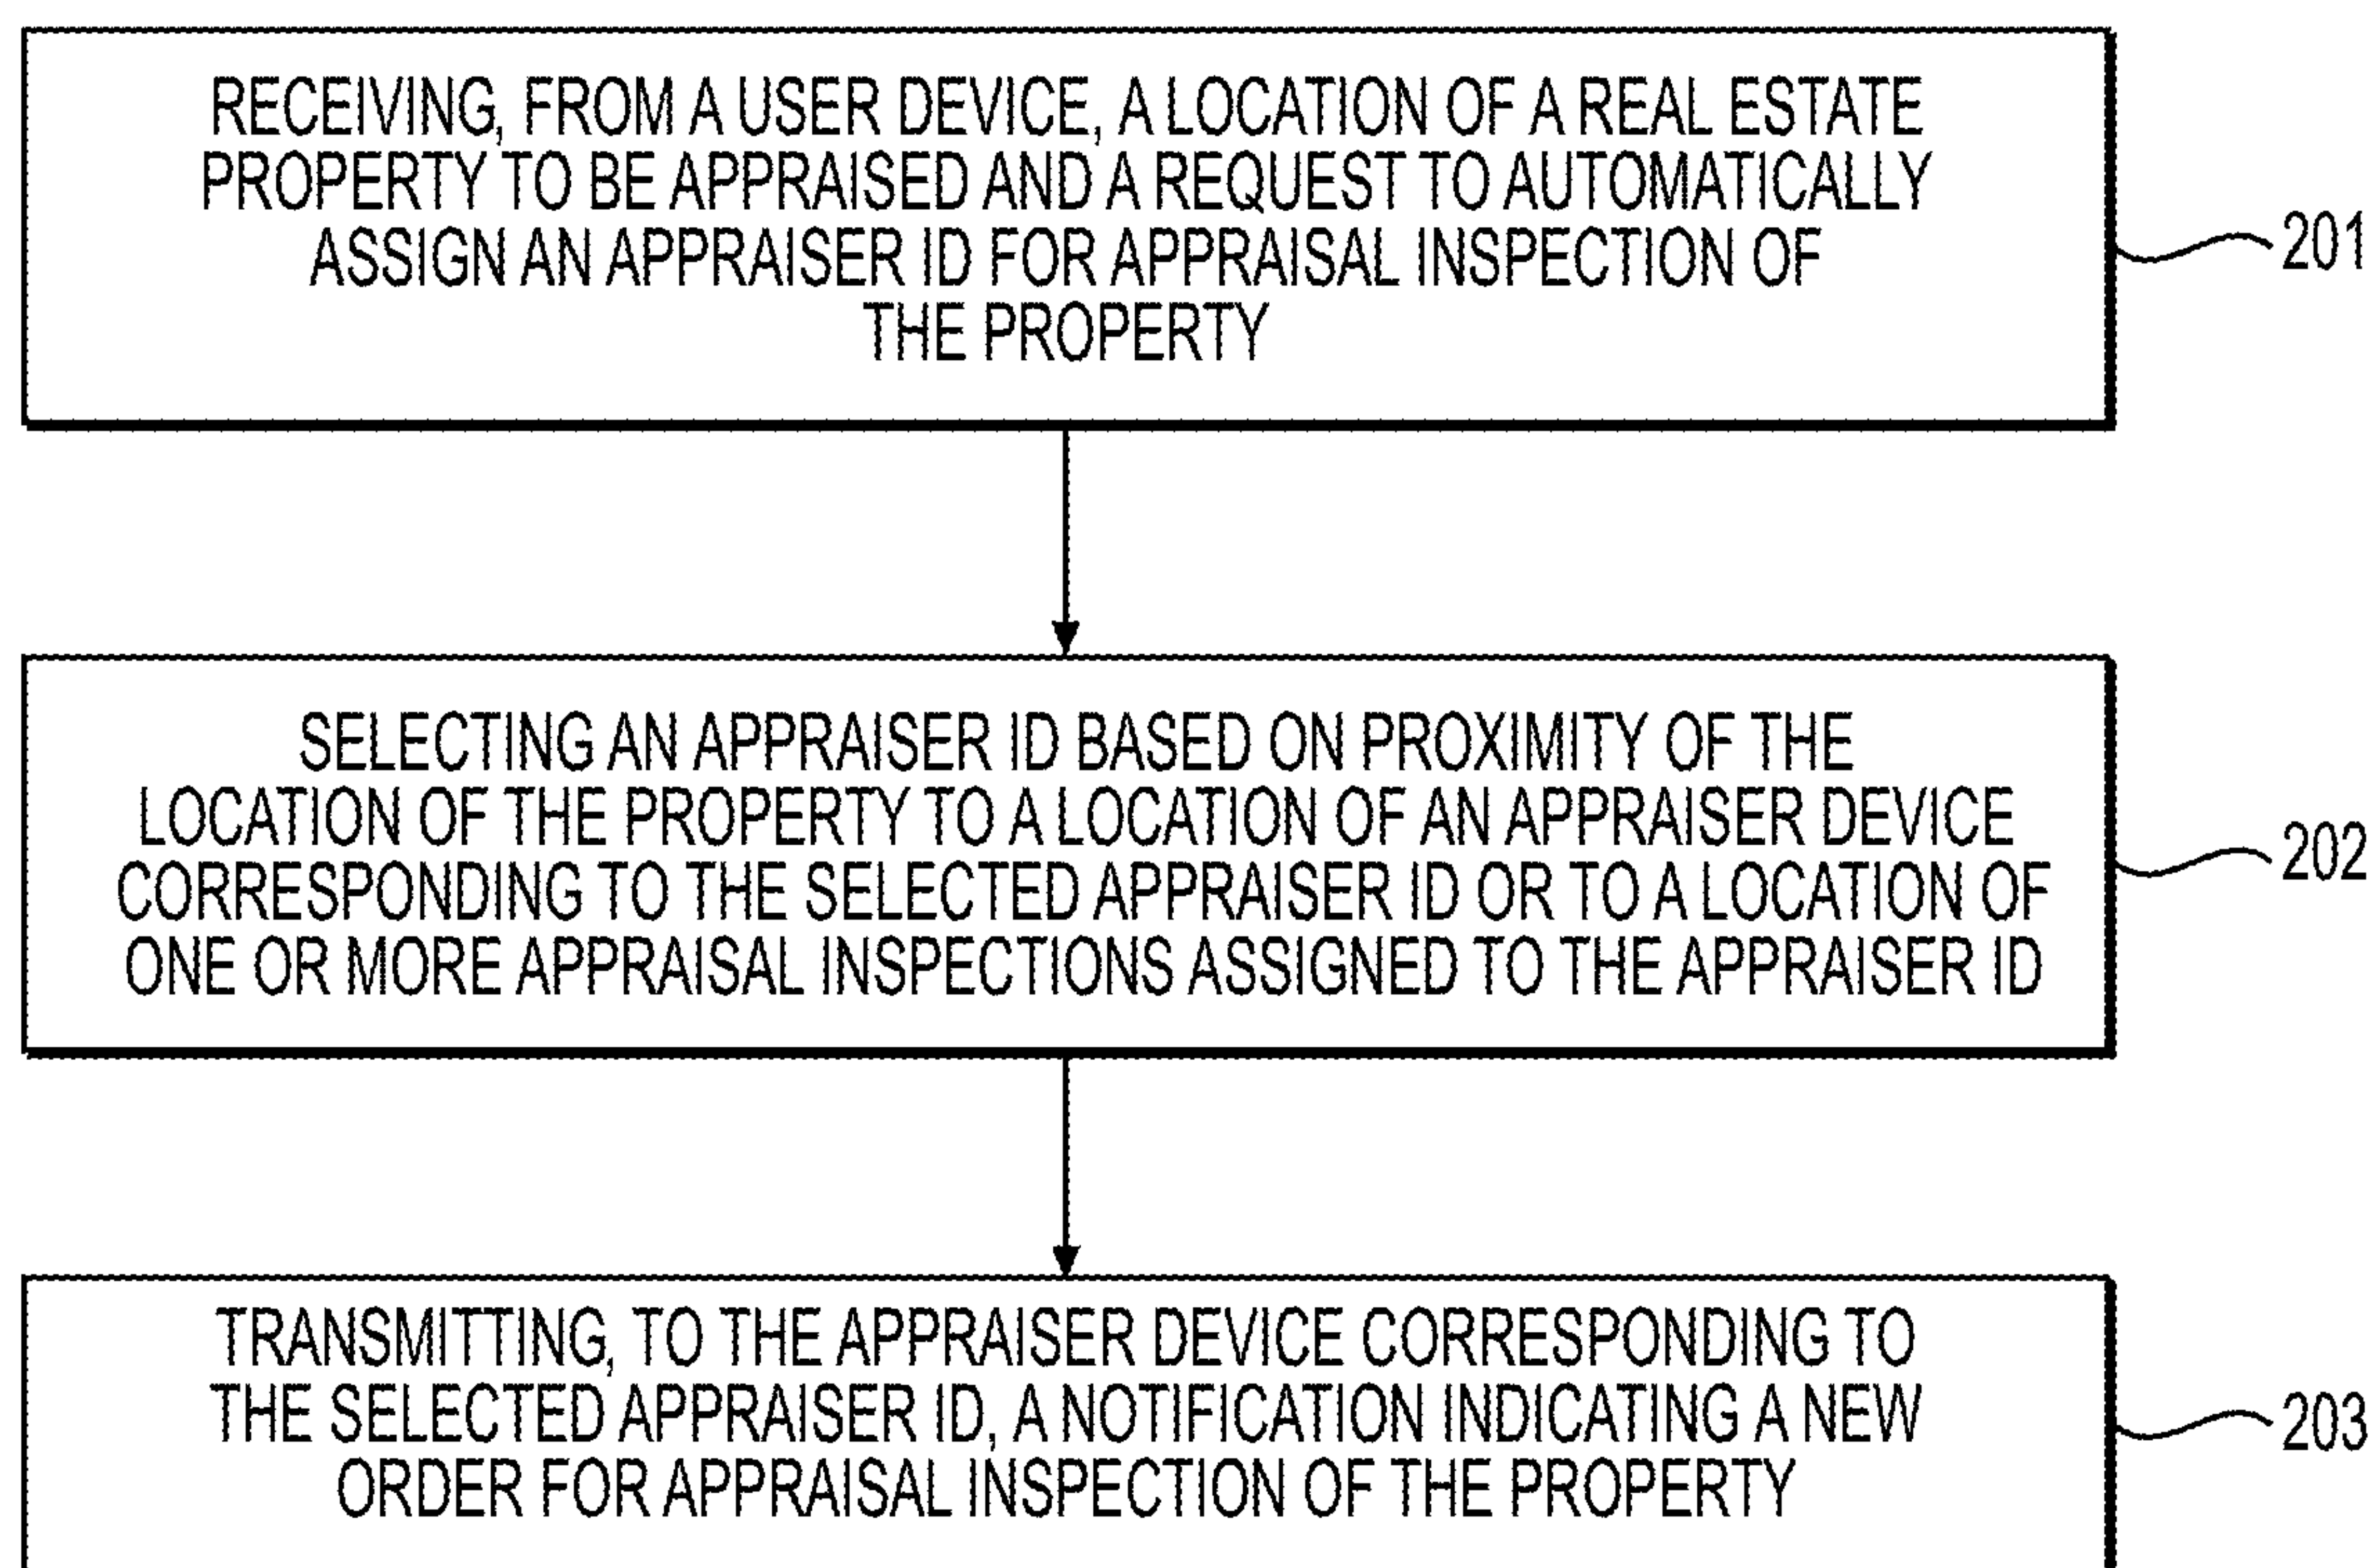 RECEIVING, FROM A USER DEVICE, A LOCATION OF A REAL ESTATE
PROPERTY TO BE APPRAISED AND A REQUEST TO AUTOMATICALLY
ASSIGN AN APPRAISER ID FOR APPRAISAL INSPECTION OF
THE PROPERTY
201
SELECTING AN APPRAISER ID BASED ON PROXIMITY OF THE
LOCATION OF THE PROPERTY TO A LOCATION OF AN APPRAISER DEVICE
CORRESPONDING TO THE SELECTED APPRAISER ID OR TO A LOCATION OF
ONE OR MORE APPRAISAL INSPECTIONS ASSIGNED TO THE APPRAISER ID
202
TRANSMITTING, TO THE APPRAISER DEVICE CORRESPONDING TO
THE SELECTED APPRAISER ID, A NOTIFICATION INDICATING A NEW
ORDER FOR APPRAISAL INSPECTION OF THE PROPERTY
203